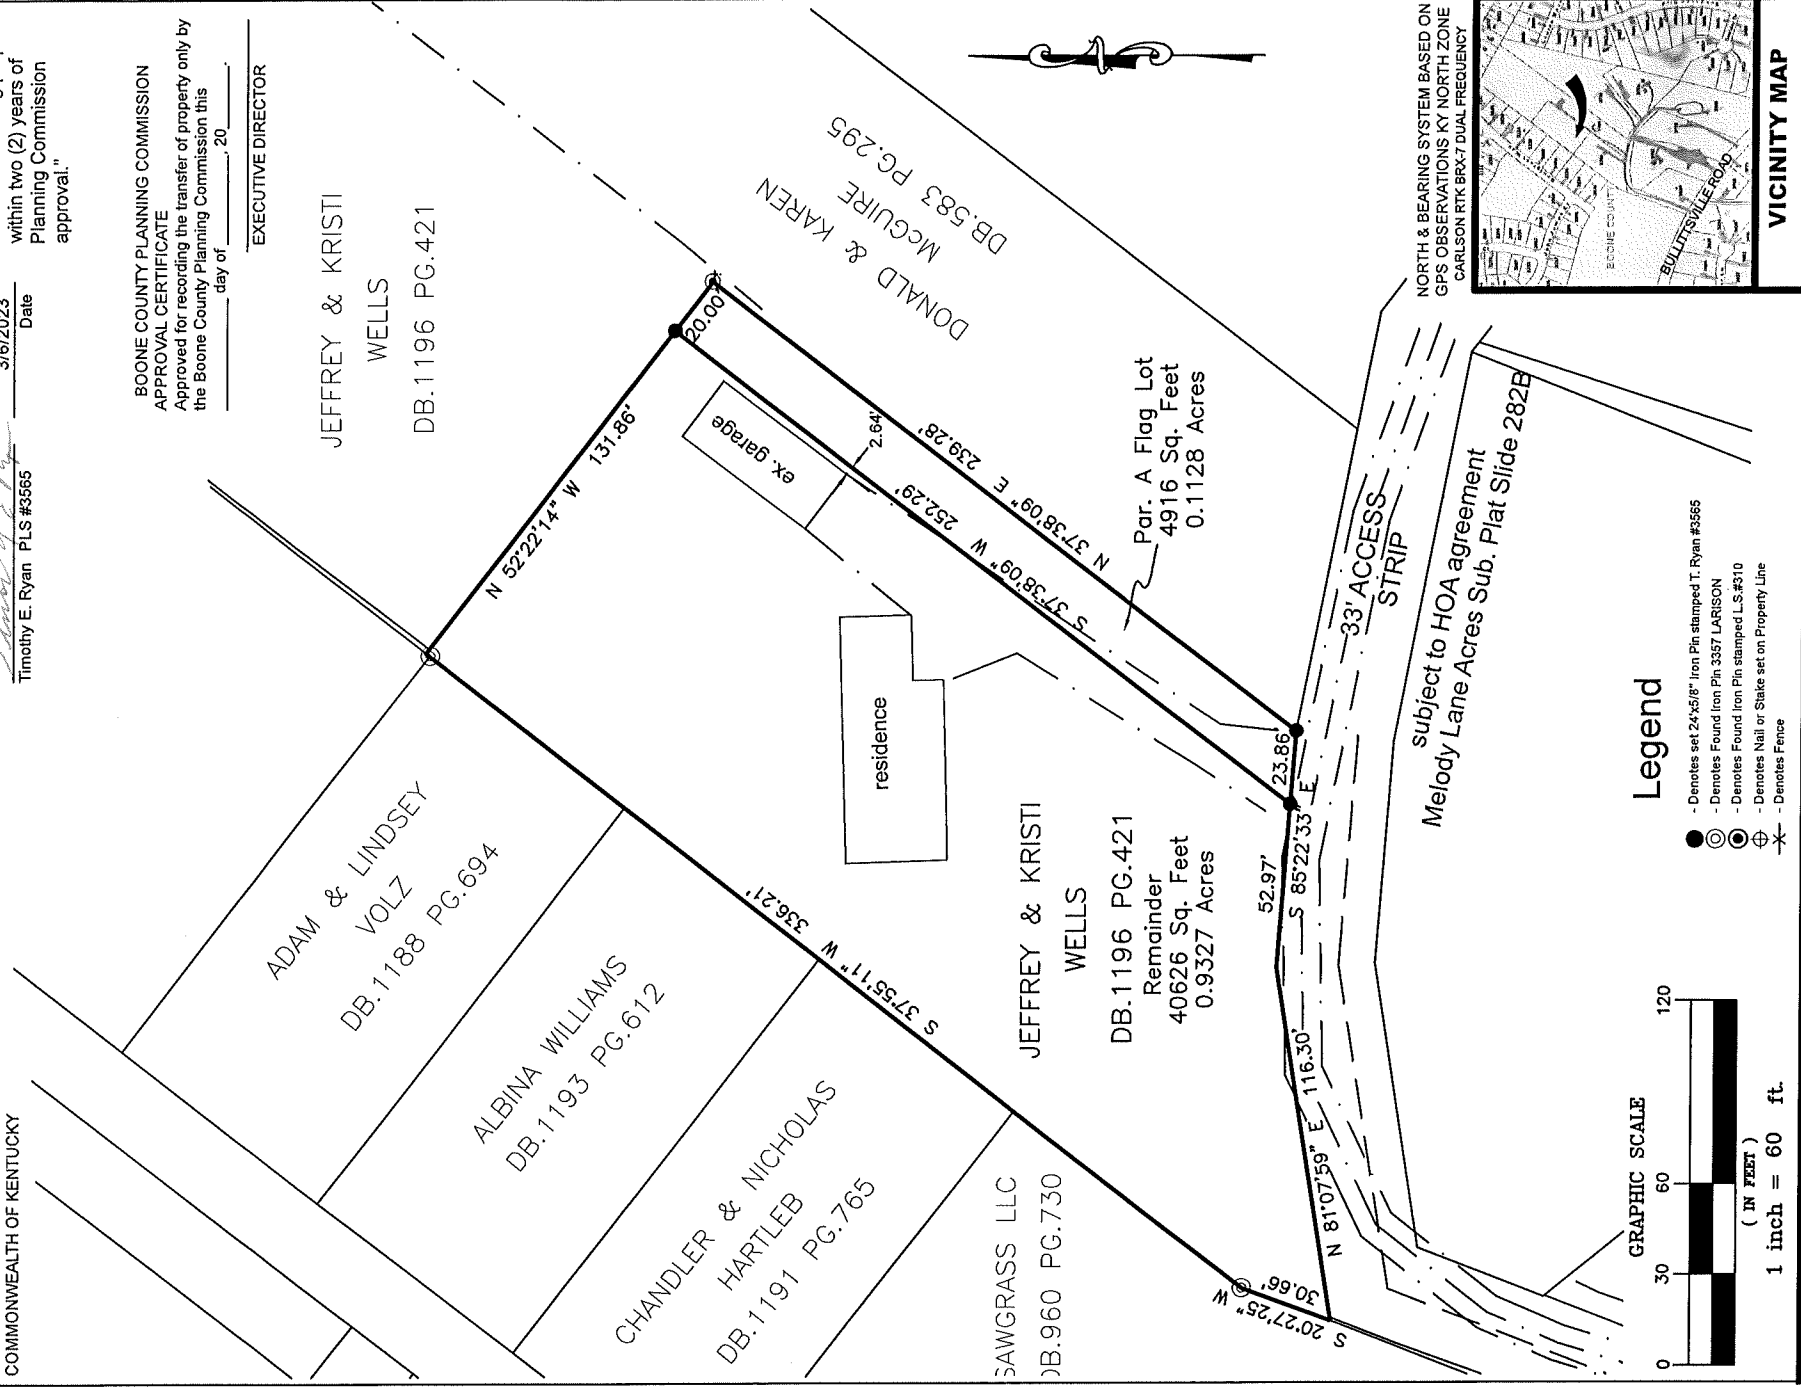 COMMONWEALTH OF KENTUCKY
Timothy E. Ryan PLS #3565
3/6/2023
Date
within two (2) years of
Planning Commission
approval."
BOONE COUNTY PLANNING COMMISSION
APPROVAL CERTIFICATE
Approved for recording the transfer of property only by
the Boone County Planning Commission this
day of , 20 .
EXECUTIVE DIRECTOR
JEFFREY & KRISTI
WELLS
DB.1196 PG.421
DONALD & KAREN
McGUIRE
DB.583 PG.295
ADAM & LINDSEY
VOLZ
DB.1188 PG.694
ALBINA WILLIAMS
DB.1193 PG.612
CHANDLER & NICHOLAS
HARTLEB
DB.1191 PG.765
SAWGRASS LLC
DB.960 PG.730
N 52°22'14" W 131.86'
20.00'
ex. garage
2.64'
252.29'
S 37°38'09" W
N 37°38'09" E 239.28'
Par. A Flag Lot
4916 Sq. Feet
0.1128 Acres
residence
S 37°55'11" W 336.21'
JEFFREY & KRISTI
WELLS
DB.1196 PG.421
Remainder
40626 Sq. Feet
0.9327 Acres
23.86'
52.97'
S 85°22'33" E
N 81°07'59" E 116.30'
S 20°27'25" W
30.66'
33' ACCESS
STRIP
subject to HOA agreement
Melody Lane Acres Sub. Plat Slide 282B
NORTH & BEARING SYSTEM BASED ON
GPS OBSERVATIONS KY NORTH ZONE
CARLSON RTK BRX-7 DUAL FREQUENCY
BOONE COUNTY
BULLITTSVILLE ROAD
VICINITY MAP
Legend
- Denotes set 24'x5/8" Iron Pin stamped T. Ryan #3565
- Denotes Found Iron Pin 3357 LARISON
- Denotes Found Iron Pin stamped L.S.#310
- Denotes Nail or Stake set on Property Line
- Denotes Fence
GRAPHIC SCALE
0 30 60 120
( IN FEET )
1 inch = 60 ft.